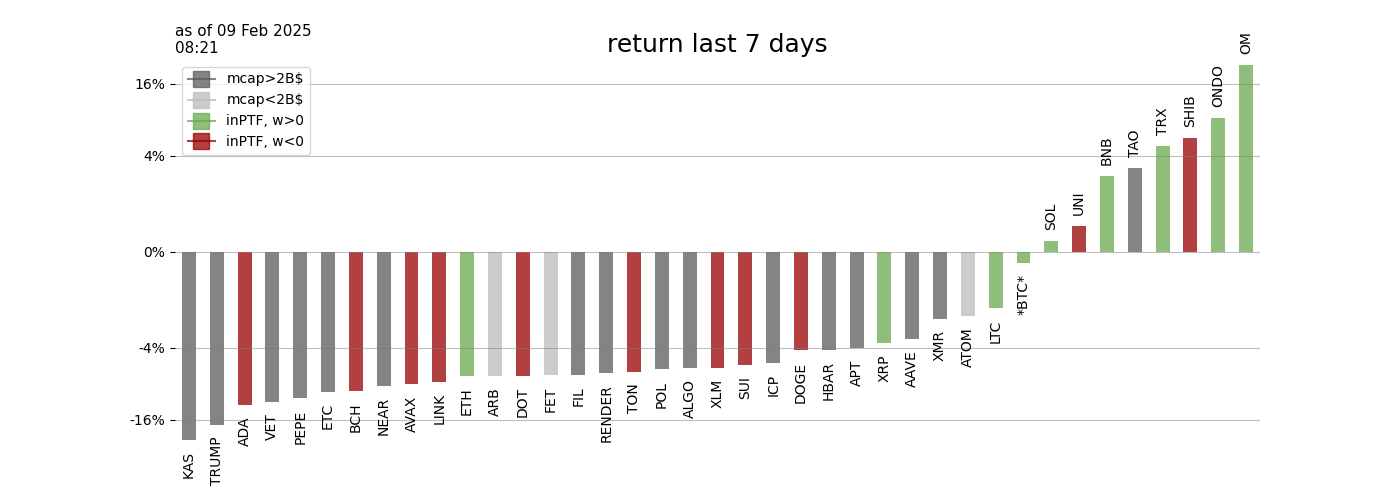 as of 09 Feb 2025
08:21
return last 7 days
mcap>2B$
mcap<2B$
inPTF, w>0
inPTF, w<0
16%
4%
0%
-4%
-16%
KAS
TRUMP
ADA
VET
PEPE
ETC
BCH
NEAR
AVAX
LINK
ETH
ARB
DOT
FET
FIL
RENDER
TON
POL
ALGO
XLM
SUI
ICP
DOGE
HBAR
APT
XRP
AAVE
XMR
ATOM
LTC
*BTC*
SOL
UNI
BNB
TAO
TRX
SHIB
ONDO
OM